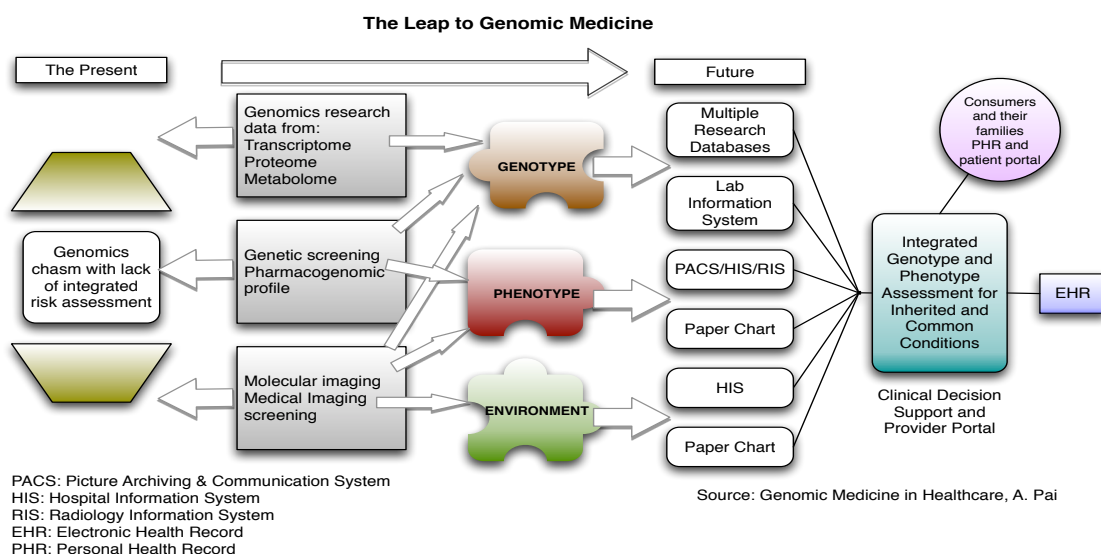 The Leap to Genomic Medicine
The Present
Future
Genomics research
data from:
Transcriptome
Proteome
Metabolome
Genomics
chasm with lack
of integrated
risk assessment
Genetic screening
Pharmacogenomic
profile
Molecular imaging
Medical Imaging
screening
GENOTYPE
PHENOTYPE
ENVIRONMENT
Multiple
Research
Databases
Lab
Information
System
PACS/HIS/RIS
Paper Chart
HIS
Paper Chart
Consumers
and their
families
PHR and
patient portal
Integrated
Genotype and
Phenotype
Assessment for
Inherited and
Common
Conditions
EHR
Clinical Decision
Support and
Provider Portal
PACS: Picture Archiving & Communication System
HIS: Hospital Information System
RIS: Radiology Information System
EHR: Electronic Health Record
PHR: Personal Health Record
Source: Genomic Medicine in Healthcare, A. Pai